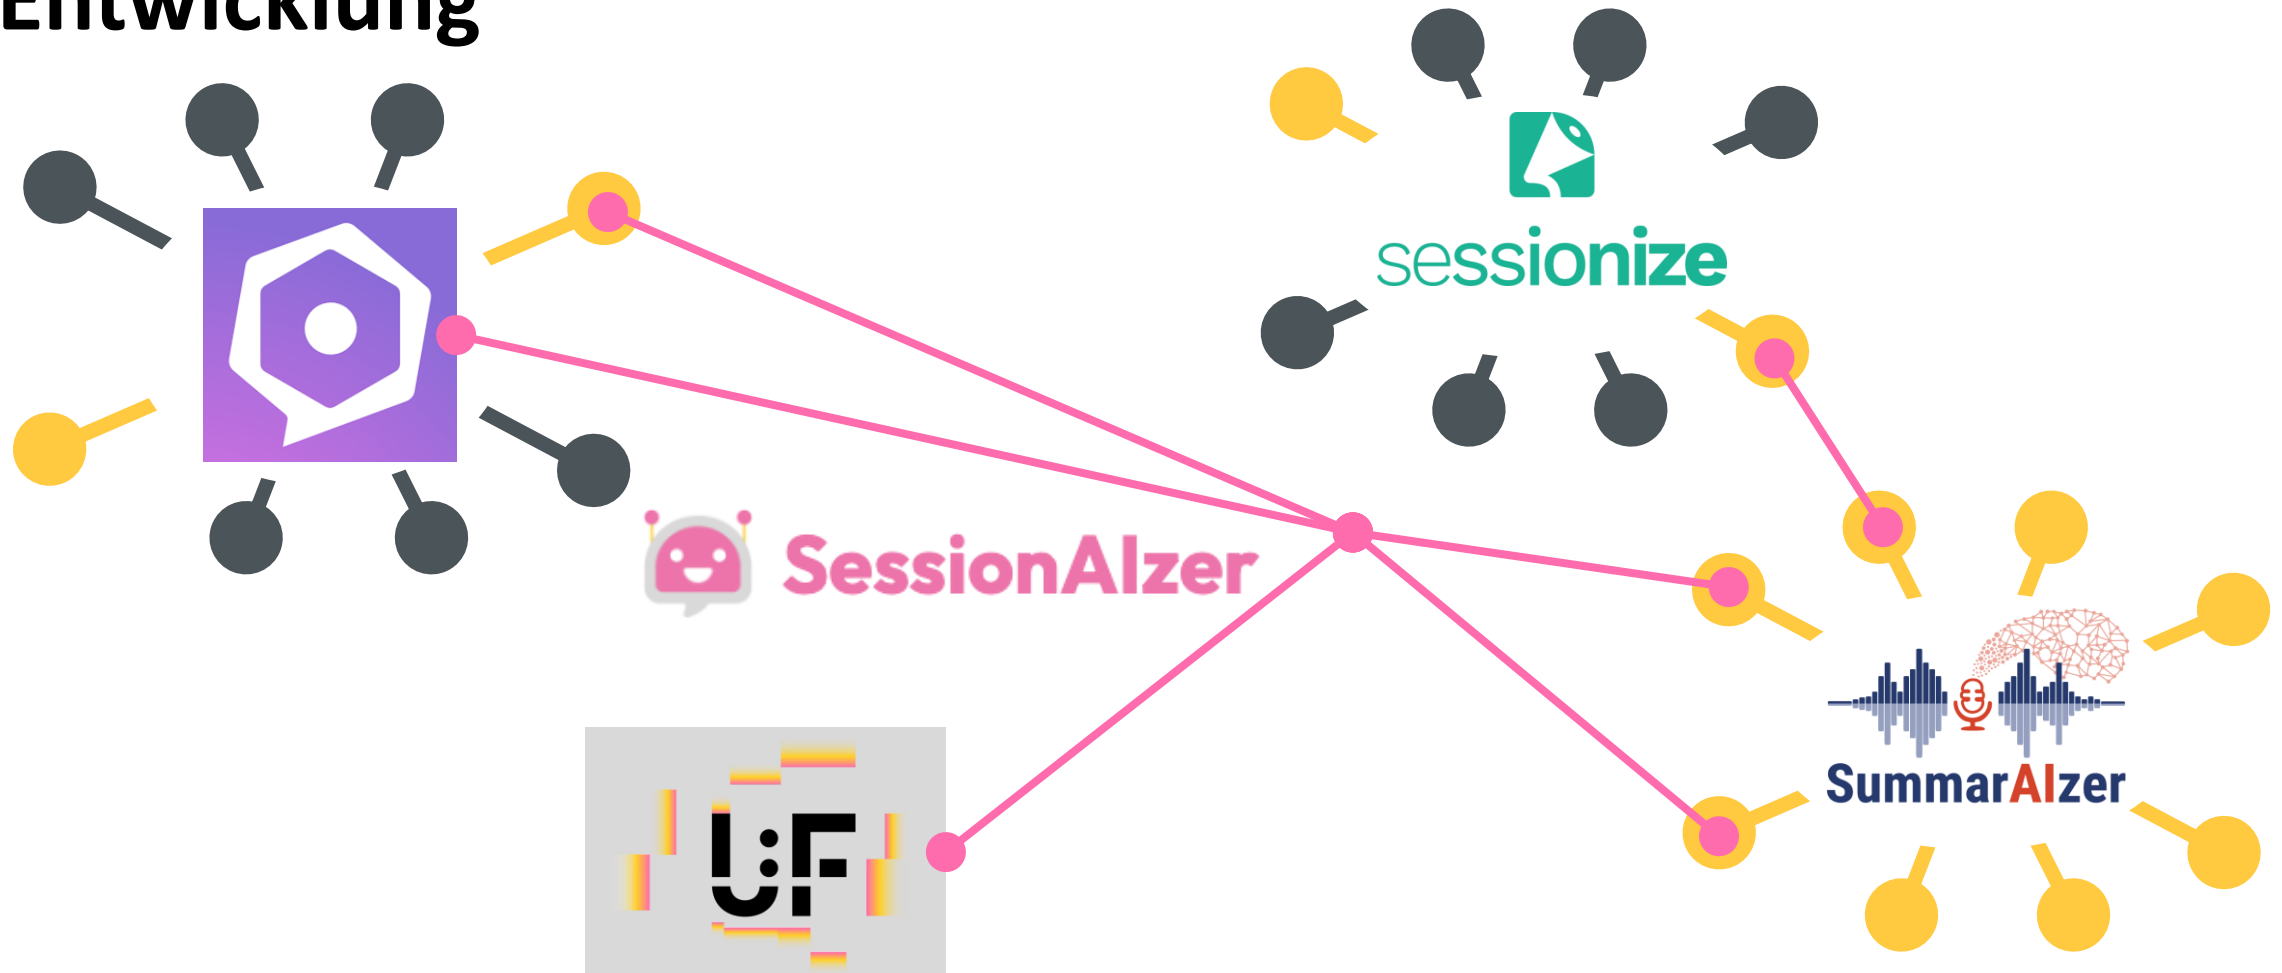 Entwicklung
sessionize
SessionAIzer
SummarAIzer
U:F